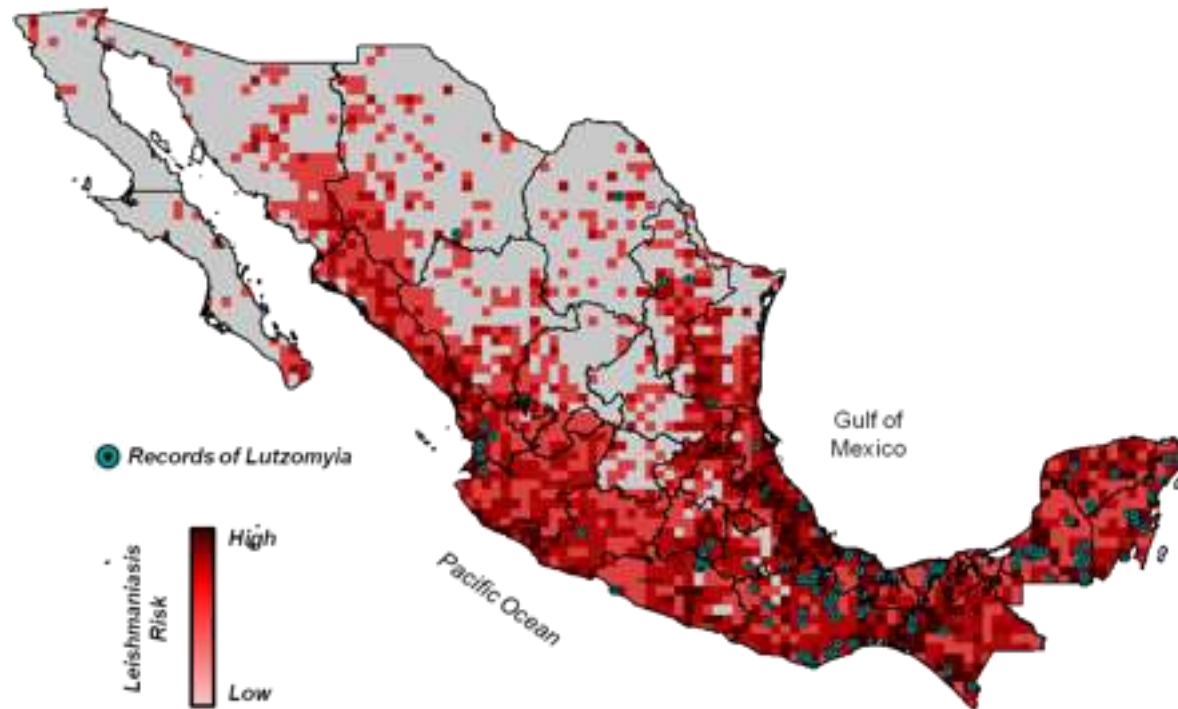 Gulf of
Mexico
Records of Lutzomyia
High
Leishmaniasis
Risk
Low
Pacific Ocean